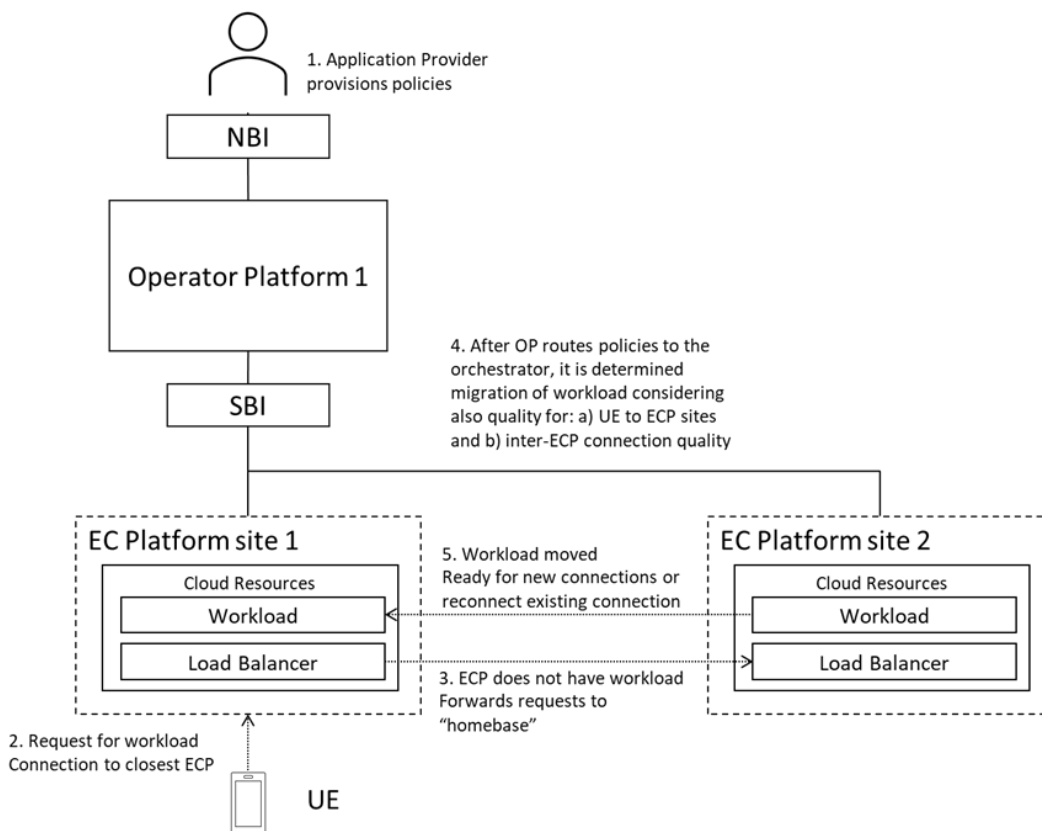 1. Application Provider
provisions policies
NBI
Operator Platform 1
4. After OP routes policies to the
orchestrator, it is determined
migration of workload considering
also quality for: a) UE to ECP sites
and b) inter-ECP connection quality
SBI
EC Platform site 1
Cloud Resources
Workload
Load Balancer
5. Workload moved
Ready for new connections or
reconnect existing connection
3. ECP does not have workload
Forwards requests to
“homebase”
EC Platform site 2
Cloud Resources
Workload
Load Balancer
2. Request for workload
Connection to closest ECP
UE